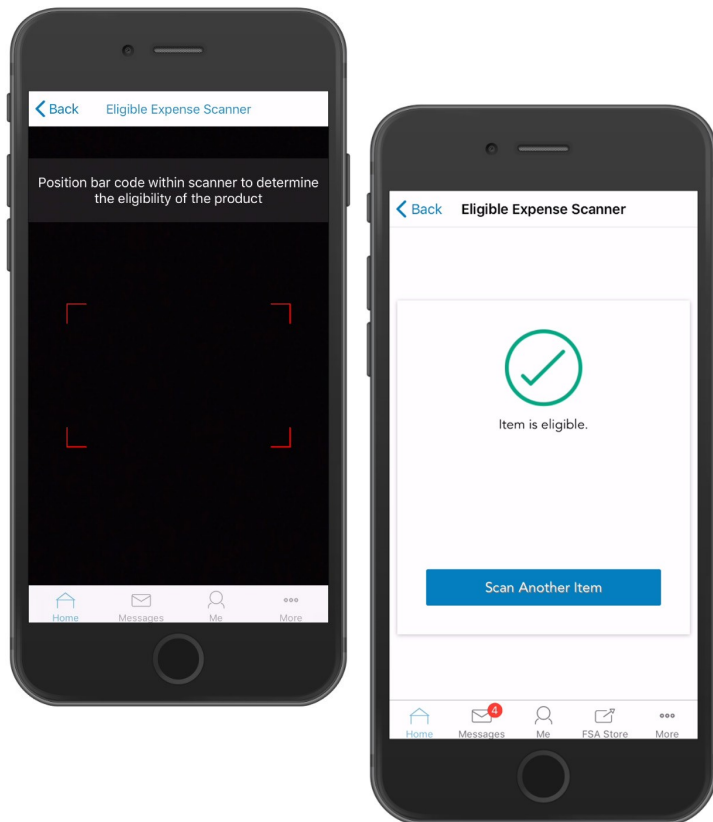 Back Eligible Expense Scanner
Position bar code within scanner to determine
the eligibility of the product
Home Messages Me More
Back Eligible Expense Scanner
Item is eligible.
Scan Another Item
4
Home Messages Me FSA Store More